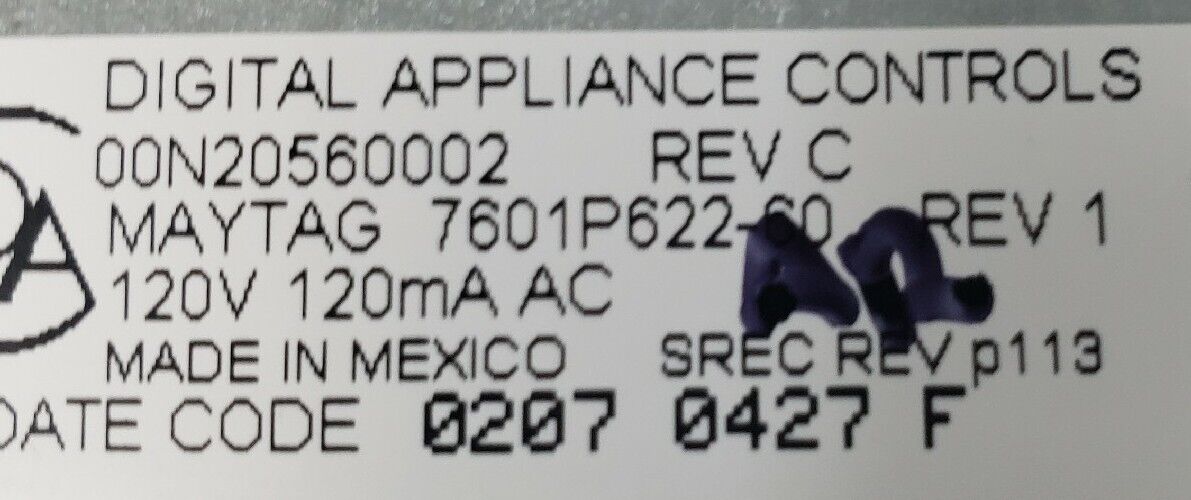 DIGITAL APPLIANCE CONTROLS
00N20560002 REV C
MAYTAG 7601P622-60 REV 1
120V 120mA AC
MADE IN MEXICO SREC REV p113
DATE CODE 0207 0427 F